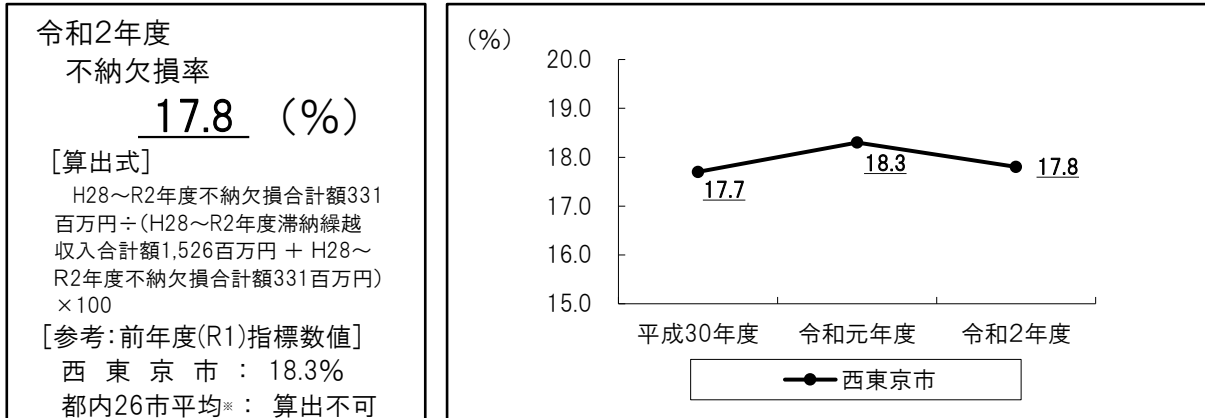 令和2年度
不納欠損率
17.8 (%)
[算出式]
H28～R2年度不納欠損合計額331
百万円÷(H28～R2年度滞納繰越
収入合計額1,526百万円 ＋ H28～
R2年度不納欠損合計額331百万円)
×100
[参考:前年度(R1)指標数値]
西 東 京 市 ： 18.3%
都内26市平均※ ： 算出不可
(%)
20.0
19.0
18.0
17.0
16.0
15.0
17.7
18.3
17.8
平成30年度
令和元年度
令和2年度
西東京市